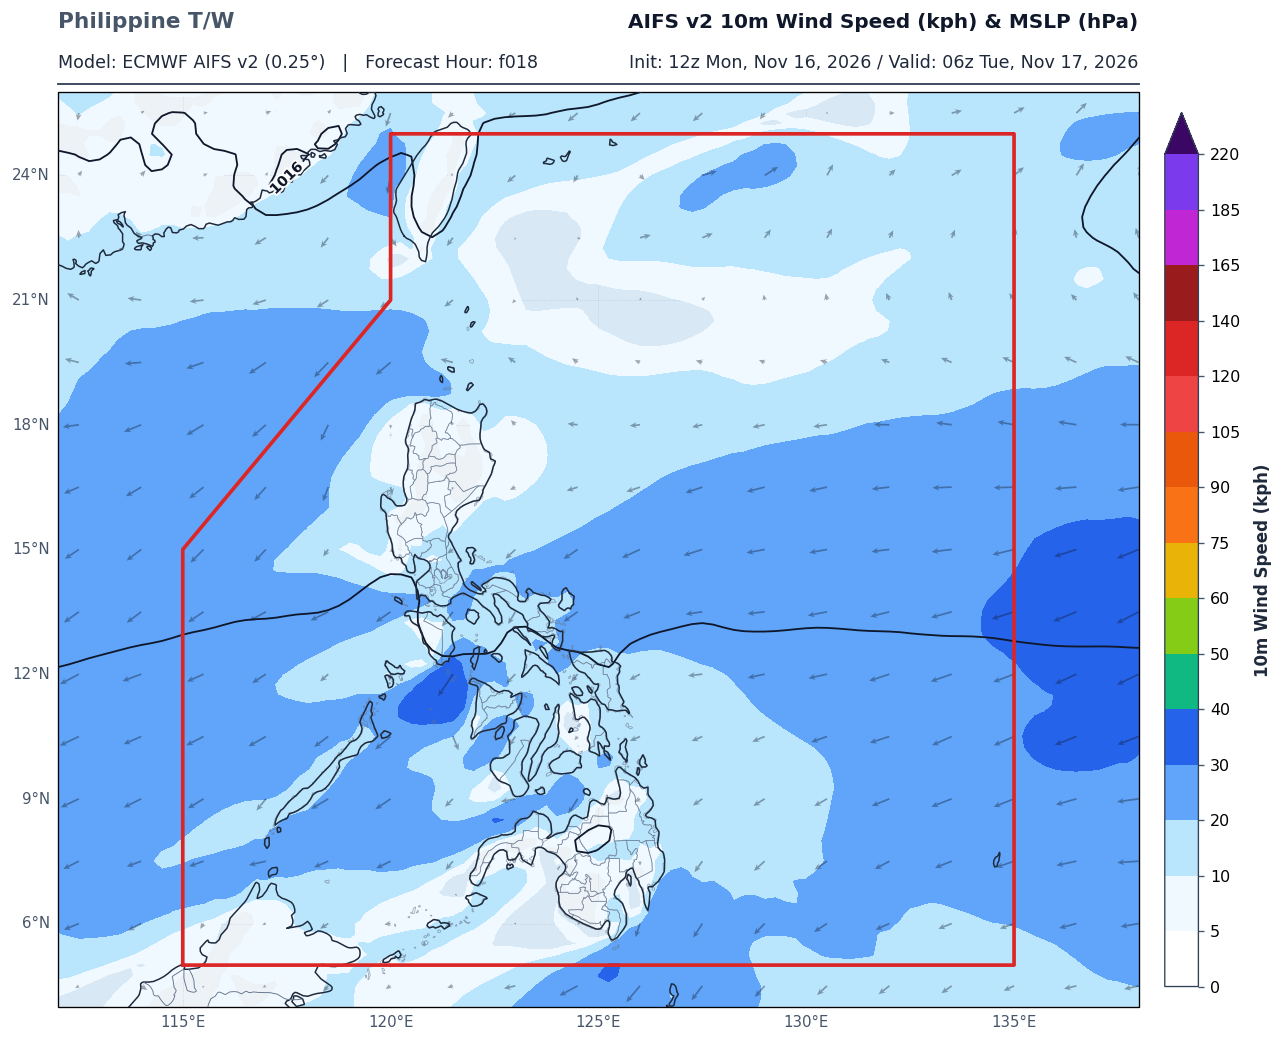 Philippine T/W
AIFS v2 10m Wind Speed (kph) & MSLP (hPa)
Model: ECMWF AIFS v2 (0.25°)   |   Forecast Hour: f018
Init: 12z Mon, Nov 16, 2026 / Valid: 06z Tue, Nov 17, 2026
1016
24°N
21°N
18°N
15°N
12°N
9°N
6°N
115°E
120°E
125°E
130°E
135°E
220
185
165
140
120
105
90
75
60
50
40
30
20
10
5
0
10m Wind Speed (kph)